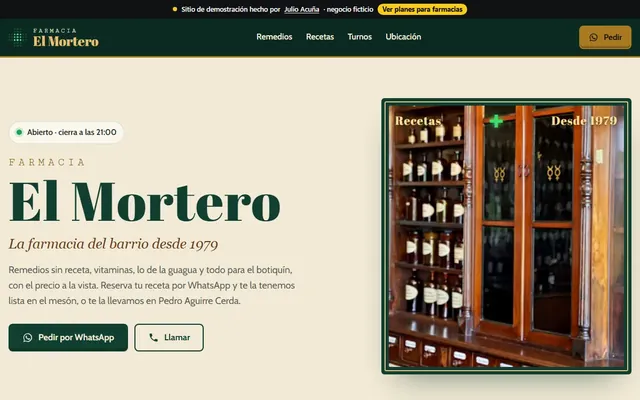 Sitio de demostración hecho por Julio Acuña · negocio ficticio Ver planes para farmacias
FARMACIA
El Mortero
Remedios Recetas Turnos Ubicación
Pedir
Abierto · cierra a las 21:00
FARMACIA
El Mortero
La farmacia del barrio desde 1979
Remedios sin receta, vitaminas, lo de la guagua y todo para el botiquín,
con el precio a la vista. Reserva tu receta por WhatsApp y te la tenemos
lista en el mesón, o te la llevamos en Pedro Aguirre Cerda.
Pedir por WhatsApp
Llamar
Recetas
Desde 1979